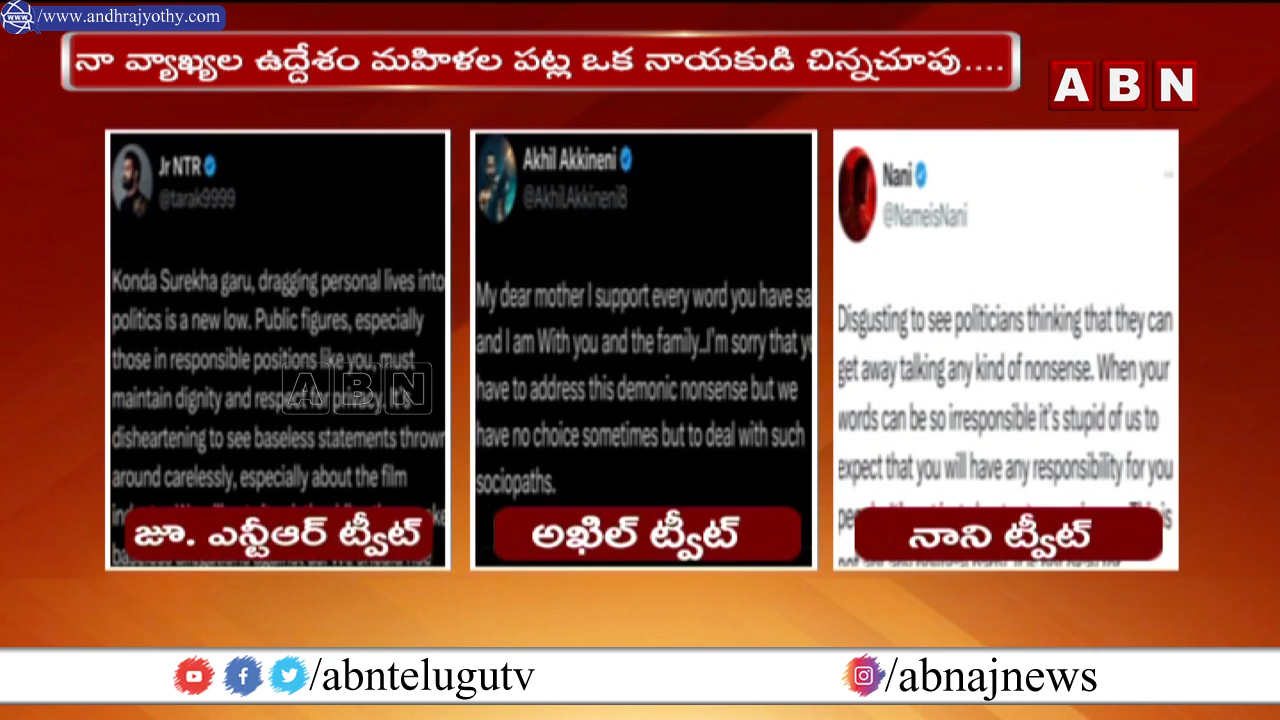 /www.andhrajyothy.com
నా వ్యాఖ్యల ఉద్దేశం మహిళల పట్ల ఒక నాయకుడి చిన్నచూపు....
ABN
Jr NTR
@tarak9999
Konda Surekha garu, dragging personal lives into
politics is a new low. Public figures, especially
those in responsible positions like you, must
maintain dignity and respect for privacy. It's
disheartening to see baseless statements thrown
around carelessly, especially about the film
జూ. ఎన్టీఆర్ ట్వీట్
Akhil Akkineni
@AkhilAkkineni8
My dear mother I support every word you have sa
and I am With you and the family...I'm sorry that y
have to address this demonic nonsense but we
have no choice sometimes but to deal with such
sociopaths.
అఖిల్ ట్వీట్
Nani
@NameisNani
Disgusting to see politicians thinking that they can
get away talking any kind of nonsense. When your
words can be so irresponsible it's stupid of us to
expect that you will have any responsibility for you
నాని ట్వీట్
ABN
/abntelugutv
/abnajnews